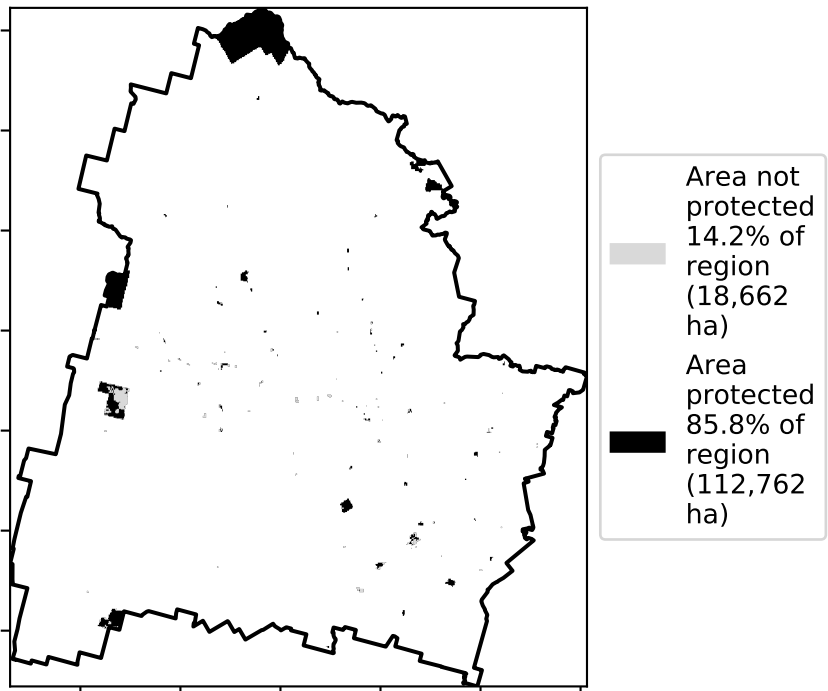 Area not
protected
14.2% of
region
(18,662
ha)
Area
protected
85.8% of
region
(112,762
ha)